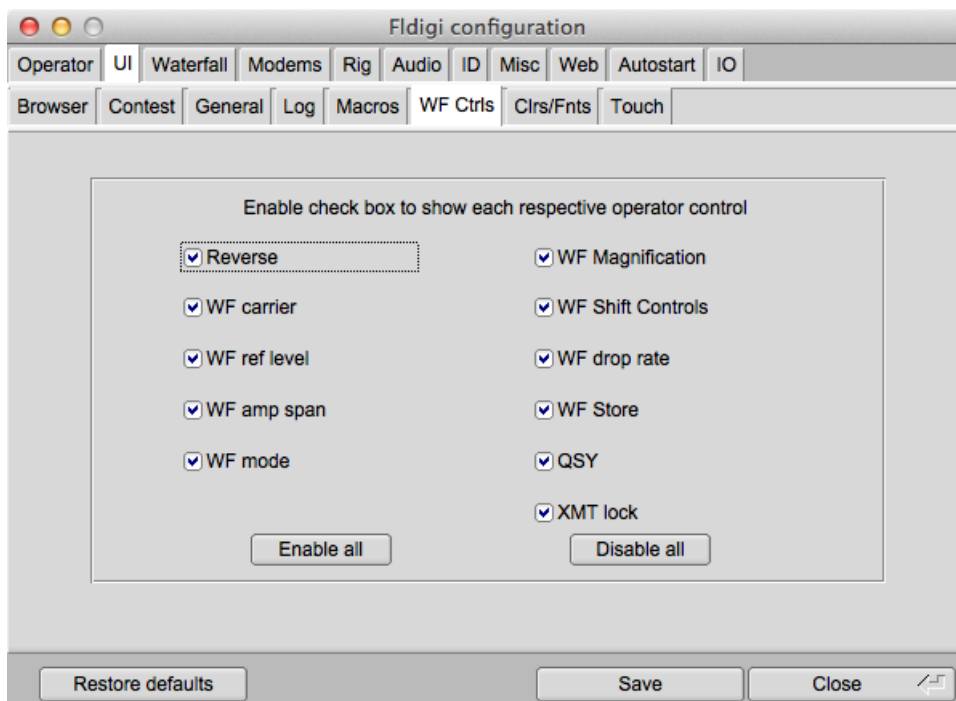 Fldigi configuration
Operator UI Waterfall Modems Rig Audio ID Misc Web Autostart IO
Browser Contest General Log Macros WF Ctrls Clrs/Fnts Touch
Enable check box to show each respective operator control
Reverse WF Magnification
WF carrier WF Shift Controls
WF ref level WF drop rate
WF amp span WF Store
WF mode QSY
XMT lock
Enable all Disable all
Restore defaults Save Close